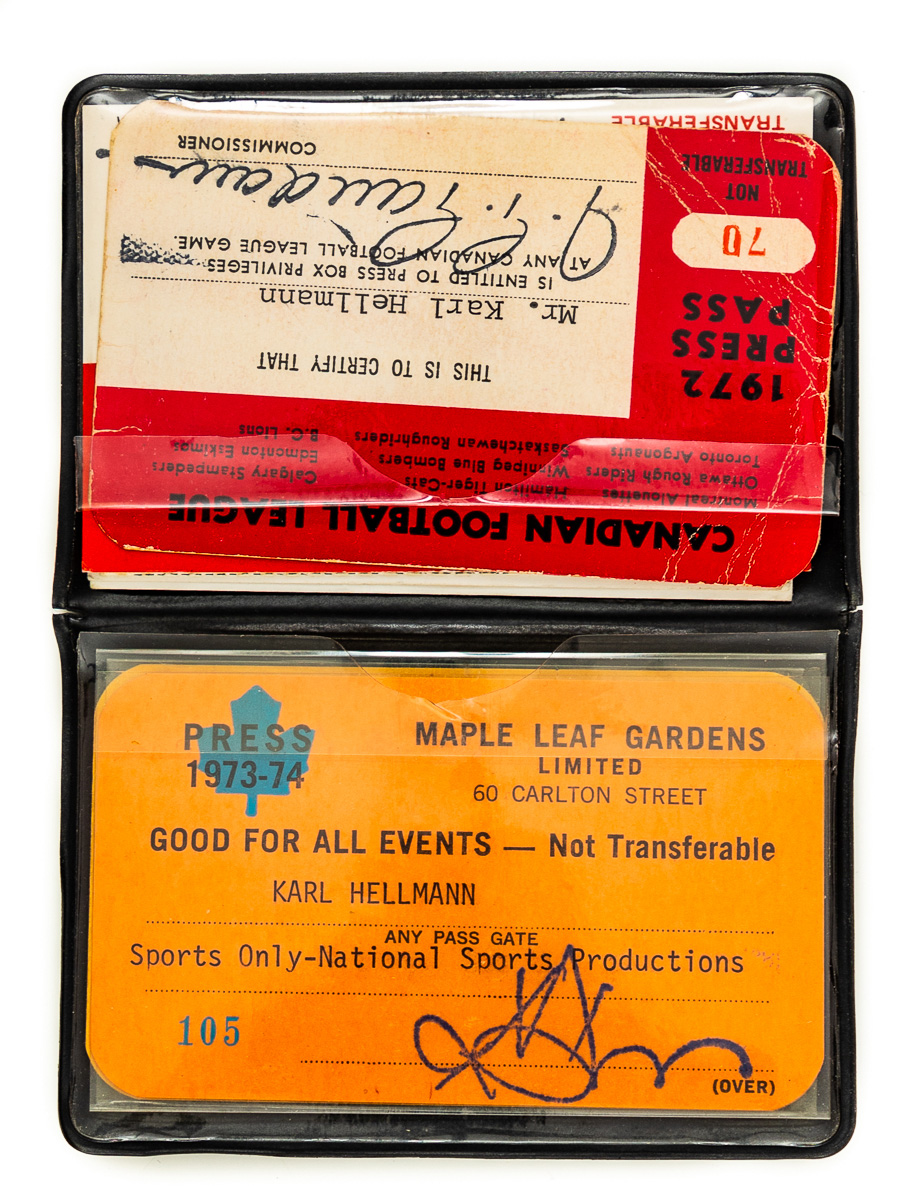 CANADIAN FOOTBALL LEAGUE
Montreal Alouettes Hamilton Tiger-Cats Calgary Stampeders
Ottawa Rough Riders Winnipeg Blue Bombers Edmonton Eskimos
Toronto Argonauts Saskatchewan Roughriders B.C. Lions
1972
PRESS
PASS
70
NOT
TRANSFERABLE
THIS IS TO CERTIFY THAT
Mr. Karl Hellmann
IS ENTITLED TO PRESS BOX PRIVILEGES
AT ANY CANADIAN FOOTBALL LEAGUE GAME.
COMMISSIONER
TRANSFERABLE
PRESS
1973-74
MAPLE LEAF GARDENS
LIMITED
60 CARLTON STREET
GOOD FOR ALL EVENTS — Not Transferable
KARL HELLMANN
ANY PASS GATE
Sports Only-National Sports Productions
105
(OVER)